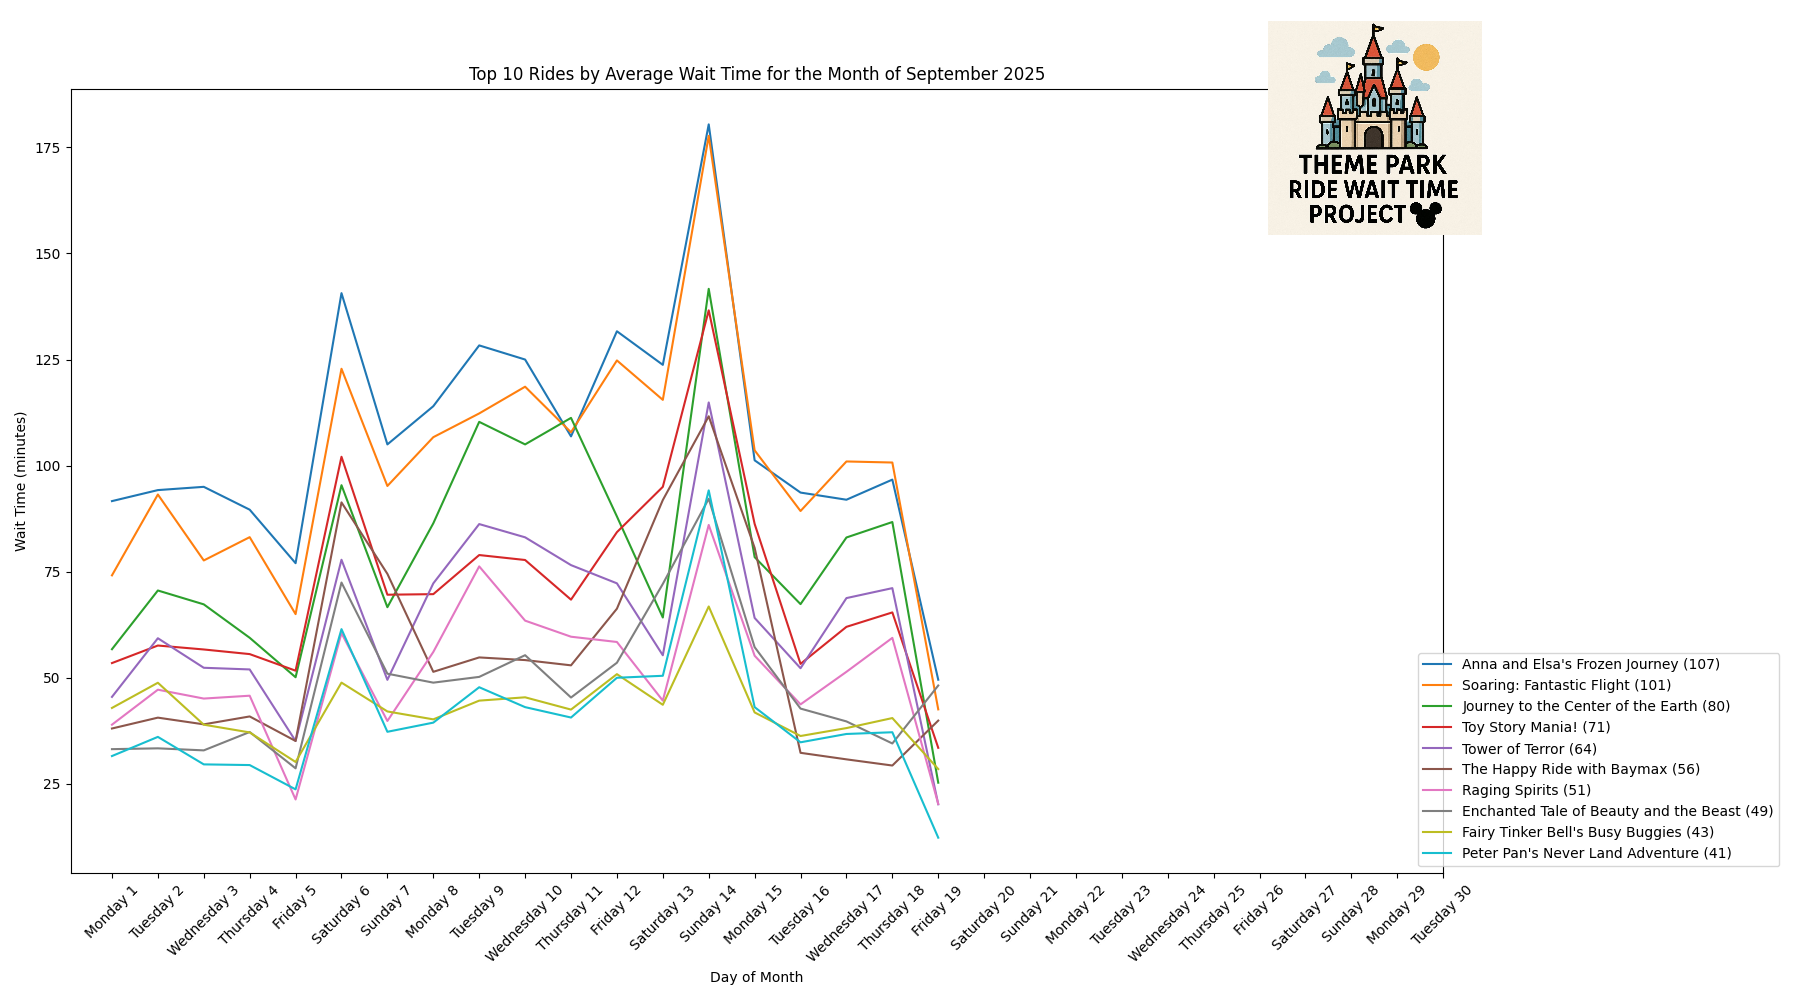 Top 10 Rides by Average Wait Time for the Month of September 2025
THEME PARK
RIDE WAIT TIME
PROJECT
Wait Time (minutes)
175
150
125
100
75
50
25
Anna and Elsa's Frozen Journey (107)
Soaring: Fantastic Flight (101)
Journey to the Center of the Earth (80)
Toy Story Mania! (71)
Tower of Terror (64)
The Happy Ride with Baymax (56)
Raging Spirits (51)
Enchanted Tale of Beauty and the Beast (49)
Fairy Tinker Bell's Busy Buggies (43)
Peter Pan's Never Land Adventure (41)
Monday 1
Tuesday 2
Wednesday 3
Thursday 4
Friday 5
Saturday 6
Sunday 7
Monday 8
Tuesday 9
Wednesday 10
Thursday 11
Friday 12
Saturday 13
Sunday 14
Monday 15
Tuesday 16
Wednesday 17
Thursday 18
Friday 19
Saturday 20
Sunday 21
Monday 22
Tuesday 23
Wednesday 24
Thursday 25
Friday 26
Saturday 27
Sunday 28
Monday 29
Tuesday 30
Day of Month